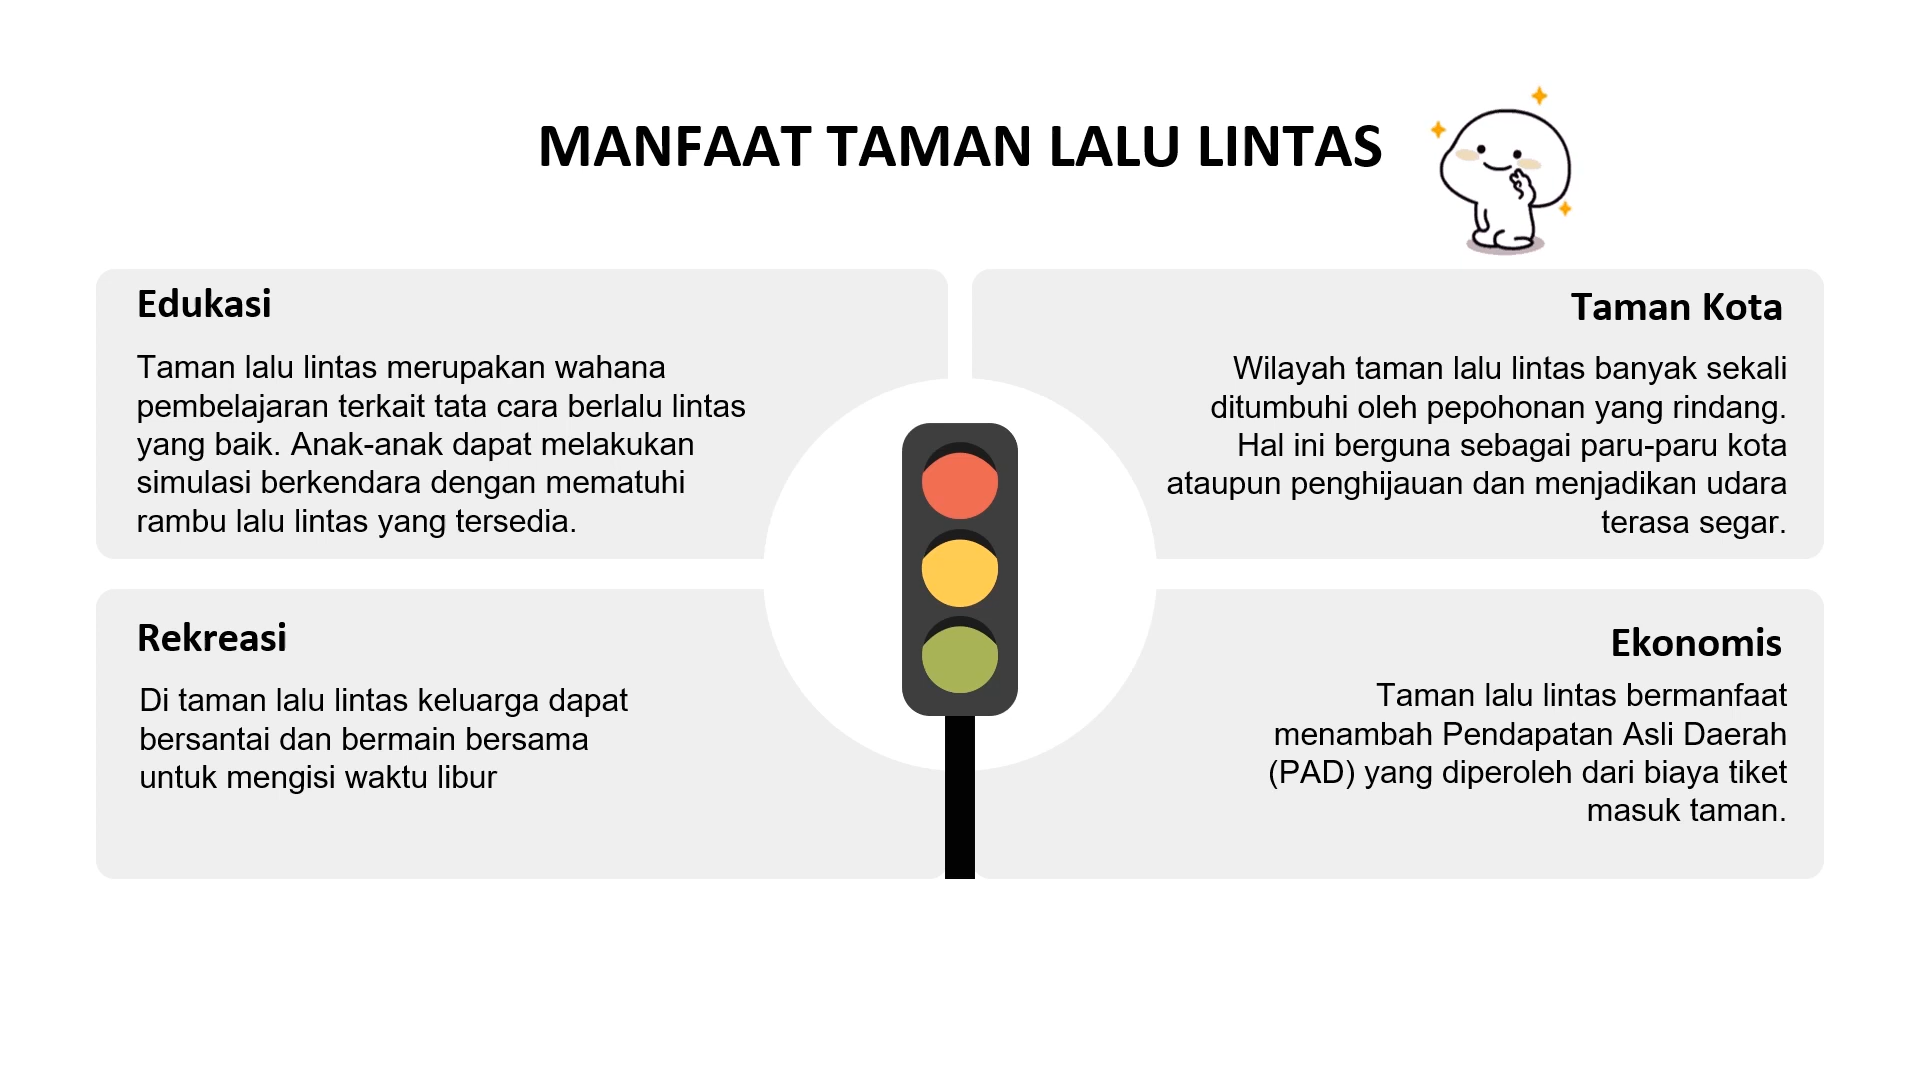 MANFAAT TAMAN LALU LINTAS
Edukasi
Taman lalu lintas merupakan wahana
pembelajaran terkait tata cara berlalu lintas
yang baik. Anak-anak dapat melakukan
simulasi berkendara dengan mematuhi
rambu lalu lintas yang tersedia.
Taman Kota
Wilayah taman lalu lintas banyak sekali
ditumbuhi oleh pepohonan yang rindang.
Hal ini berguna sebagai paru-paru kota
ataupun penghijauan dan menjadikan udara
terasa segar.
Rekreasi
Di taman lalu lintas keluarga dapat
bersantai dan bermain bersama
untuk mengisi waktu libur
Ekonomis
Taman lalu lintas bermanfaat
menambah Pendapatan Asli Daerah
(PAD) yang diperoleh dari biaya tiket
masuk taman.